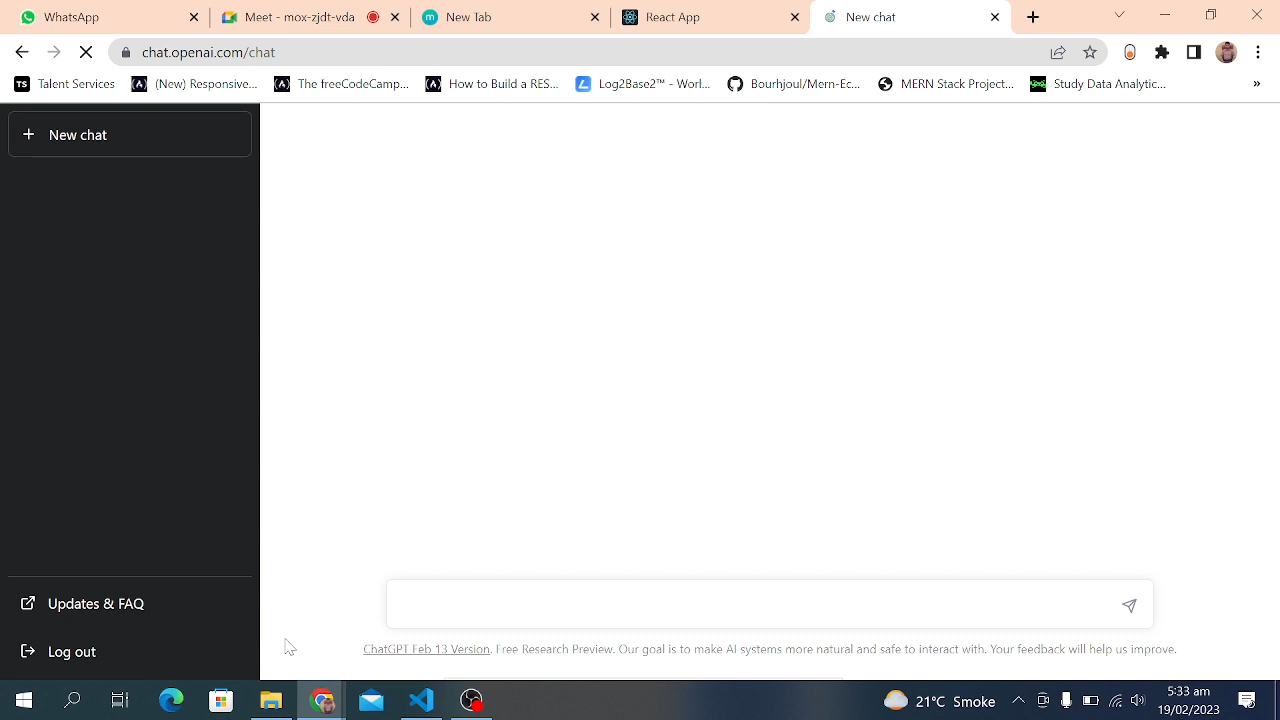 WhatsApp
Meet - mox-zjdt-vda
New Tab
React App
New chat
chat.openai.com/chat
TS Talent Services
(New) Responsive...
The freeCodeCamp...
How to Build a RES...
Log2Base2™ - Worl...
Bourhjoul/Mern-Ec...
MERN Stack Project...
Study Data Analytic...
»
+ New chat
Updates & FAQ
Log out
ChatGPT Feb 13 Version. Free Research Preview. Our goal is to make AI systems more natural and safe to interact with. Your feedback will help us improve.
21°C Smoke
5:33 am
19/02/2023